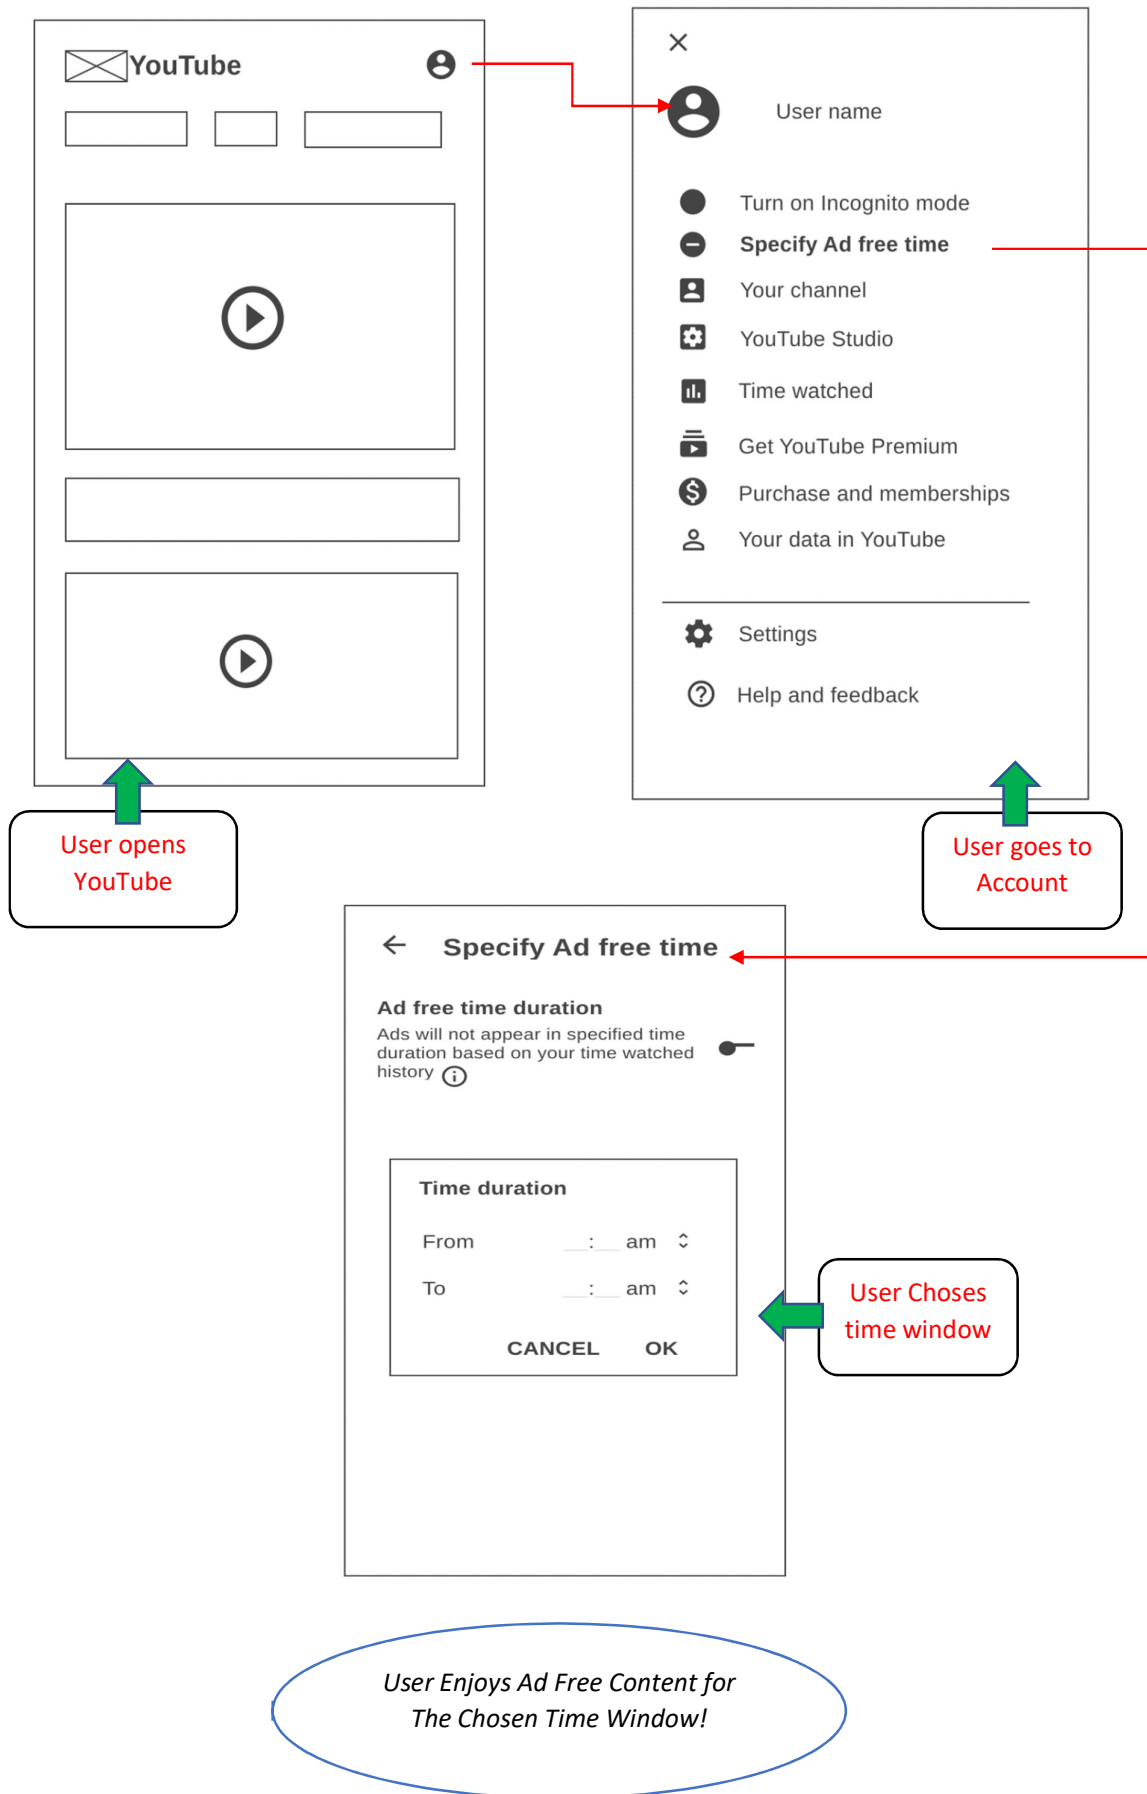 YouTube
User name
Turn on Incognito mode
Specify Ad free time
Your channel
YouTube Studio
Time watched
Get YouTube Premium
Purchase and memberships
Your data in YouTube
Settings
Help and feedback
User opens
YouTube
User goes to
Account
Specify Ad free time
Ad free time duration
Ads will not appear in specified time
duration based on your time watched
history
Time duration
From __:__ am
To __:__ am
CANCEL OK
User Choses
time window
User Enjoys Ad Free Content for
The Chosen Time Window!